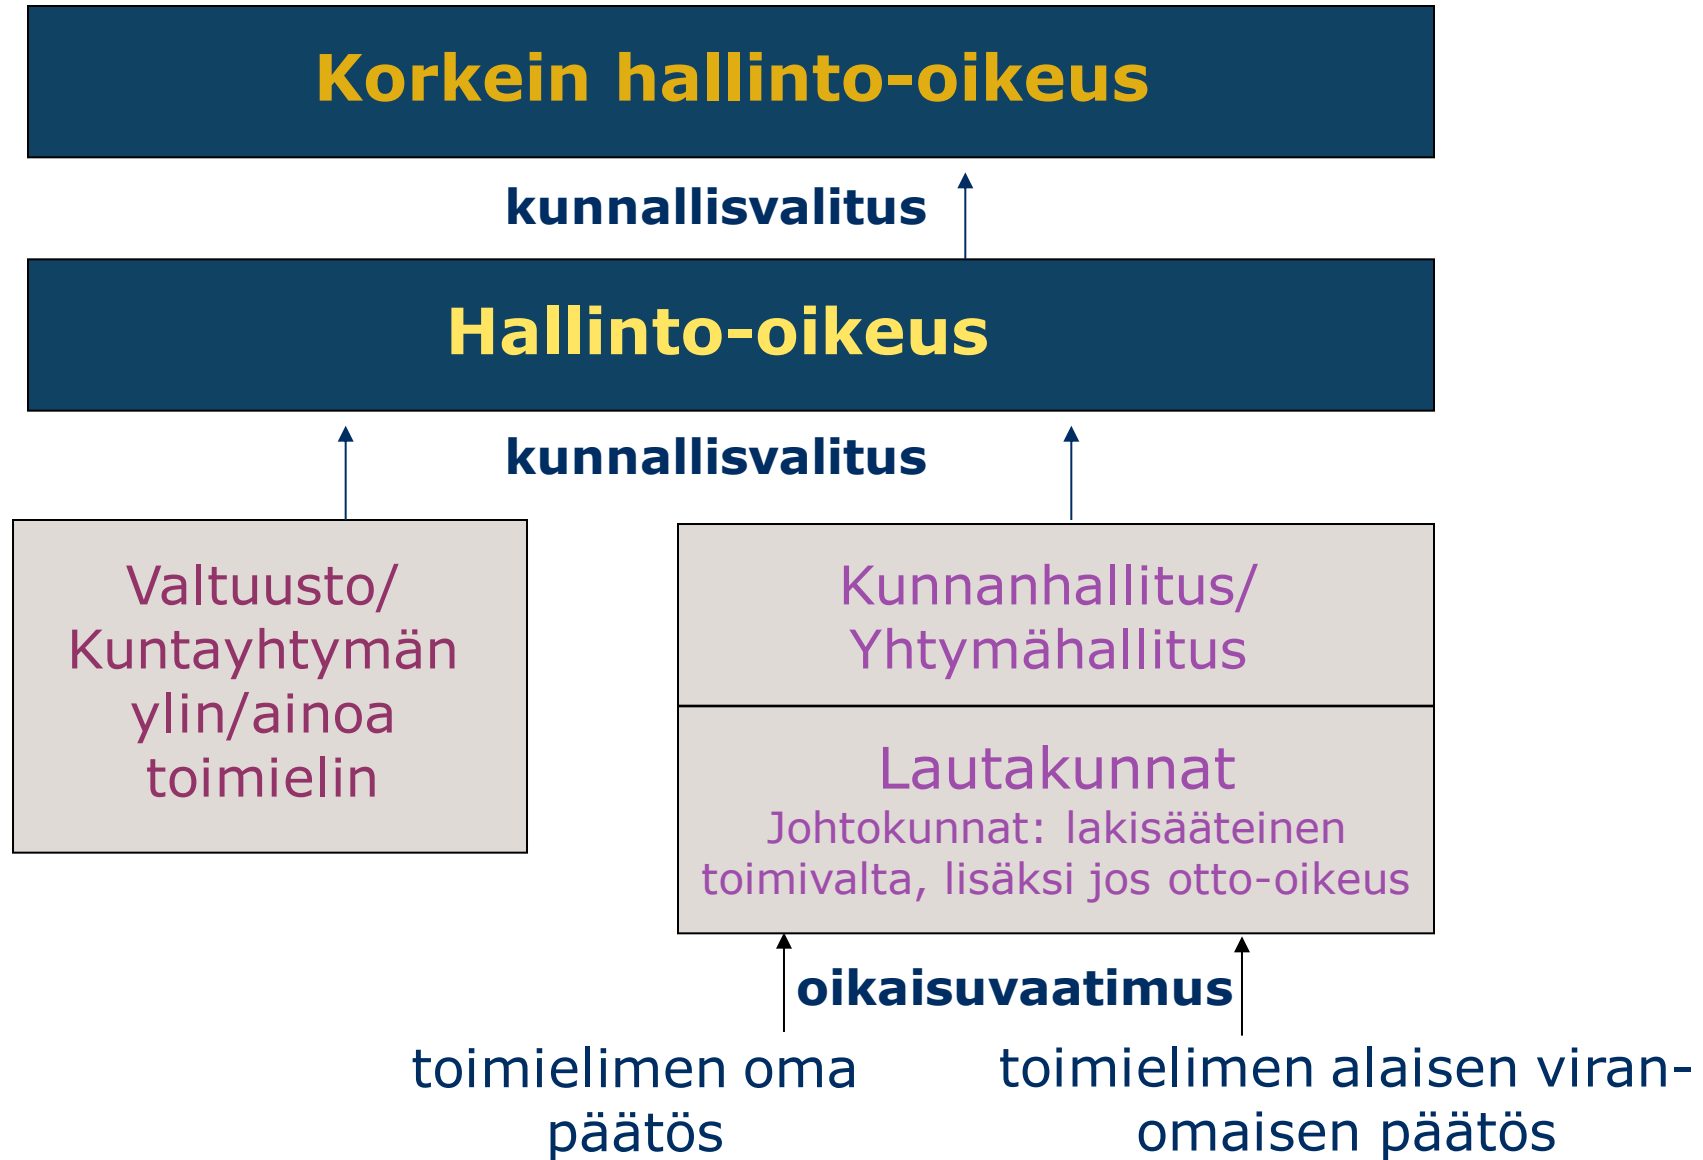 Korkein hallinto-oikeus
kunnallisvalitus
Hallinto-oikeus
kunnallisvalitus
Valtuusto/
Kuntayhtymän
ylin/ainoa
toimielin
Kunnanhallitus/
Yhtymähallitus
Lautakunnat
Johtokunnat: lakisääteinen
toimivalta, lisäksi jos otto-oikeus
oikaisuvaatimus
toimielimen oma
päätös
toimielimen alaisen viran-
omaisen päätös